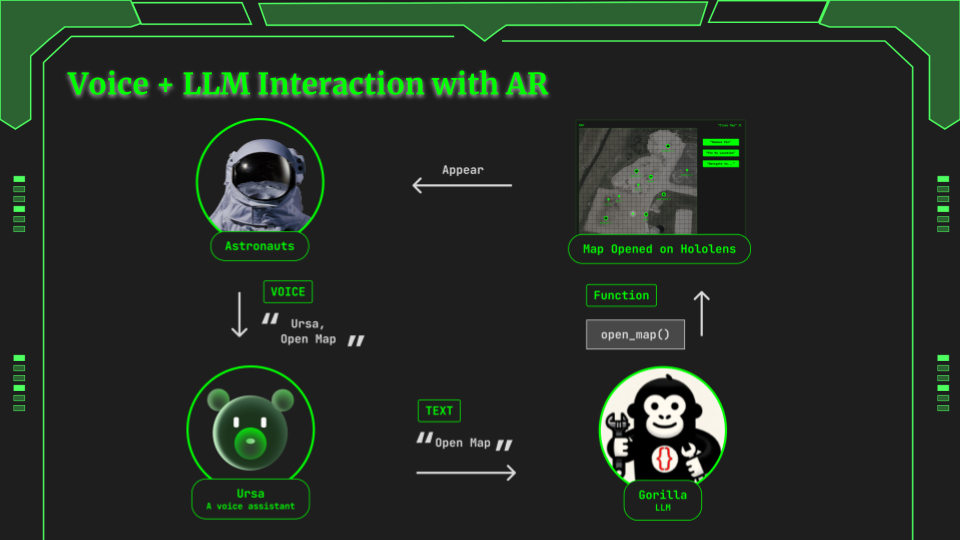 Voice + LLM Interaction with AR
Appear
Astronauts
Map Opened on Hololens
VOICE
“ Ursa,
Open Map ”
Function
open_map()
TEXT
“ Open Map ”
Ursa
A voice assistant
Gorilla
LLM
{}